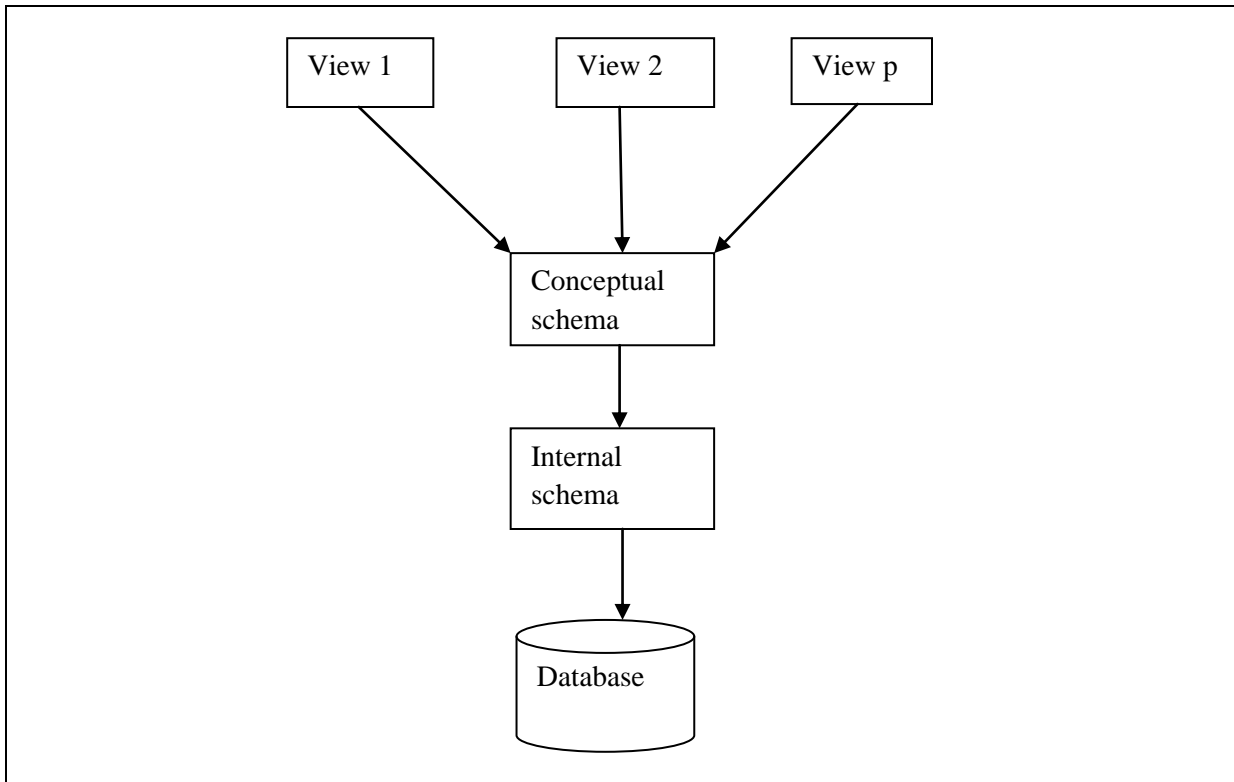 View 1
View 2
View p
Conceptual
schema
Internal
schema
Database